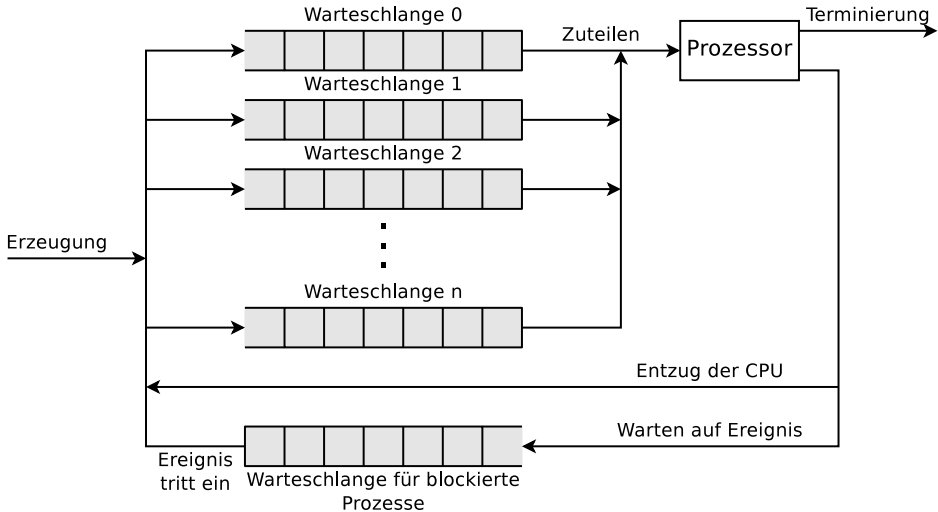 Warteschlange 0
Terminierung
Zuteilen
Prozessor
Warteschlange 1
Warteschlange 2
Erzeugung
Warteschlange n
Entzug der CPU
Warten auf Ereignis
Ereignis
tritt ein
Warteschlange für blockierte
Prozesse